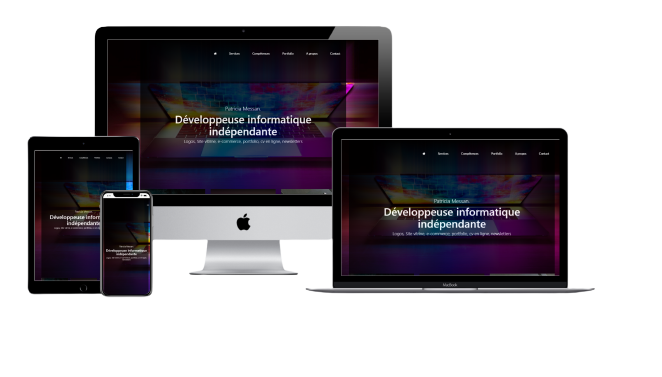 Services Compétences Portfolio A propos Contact
Patricia Messan
Développeuse informatique
indépendante
Logos, Site vitrine, e-commerce, portfolio, cv en ligne, newsletters
Services Compétences Portfolio A propos Contact
Patricia Messan
Développeuse informatique
indépendante
Logos, Site vitrine, e-commerce, portfolio, cv en ligne, newsletters
MacBook
Développeuse inform
indépendante
Développeuse informatique
indépendante